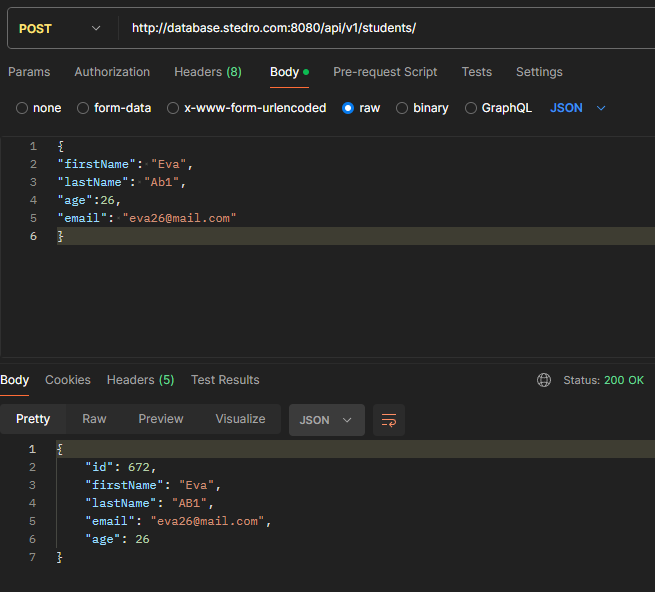 POST http://database.stedro.com:8080/api/v1/students/
Params Authorization Headers (8) Body Pre-request Script Tests Settings
none form-data x-www-form-urlencoded raw binary GraphQL JSON
1 {
2 "firstName": "Eva",
3 "lastName": "Ab1",
4 "age":26,
5 "email": "eva26@mail.com"
6 }
Body Cookies Headers (5) Test Results Status: 200 OK
Pretty Raw Preview Visualize JSON
1 {
2 "id": 672,
3 "firstName": "Eva",
4 "lastName": "AB1",
5 "email": "eva26@mail.com",
6 "age": 26
7 }